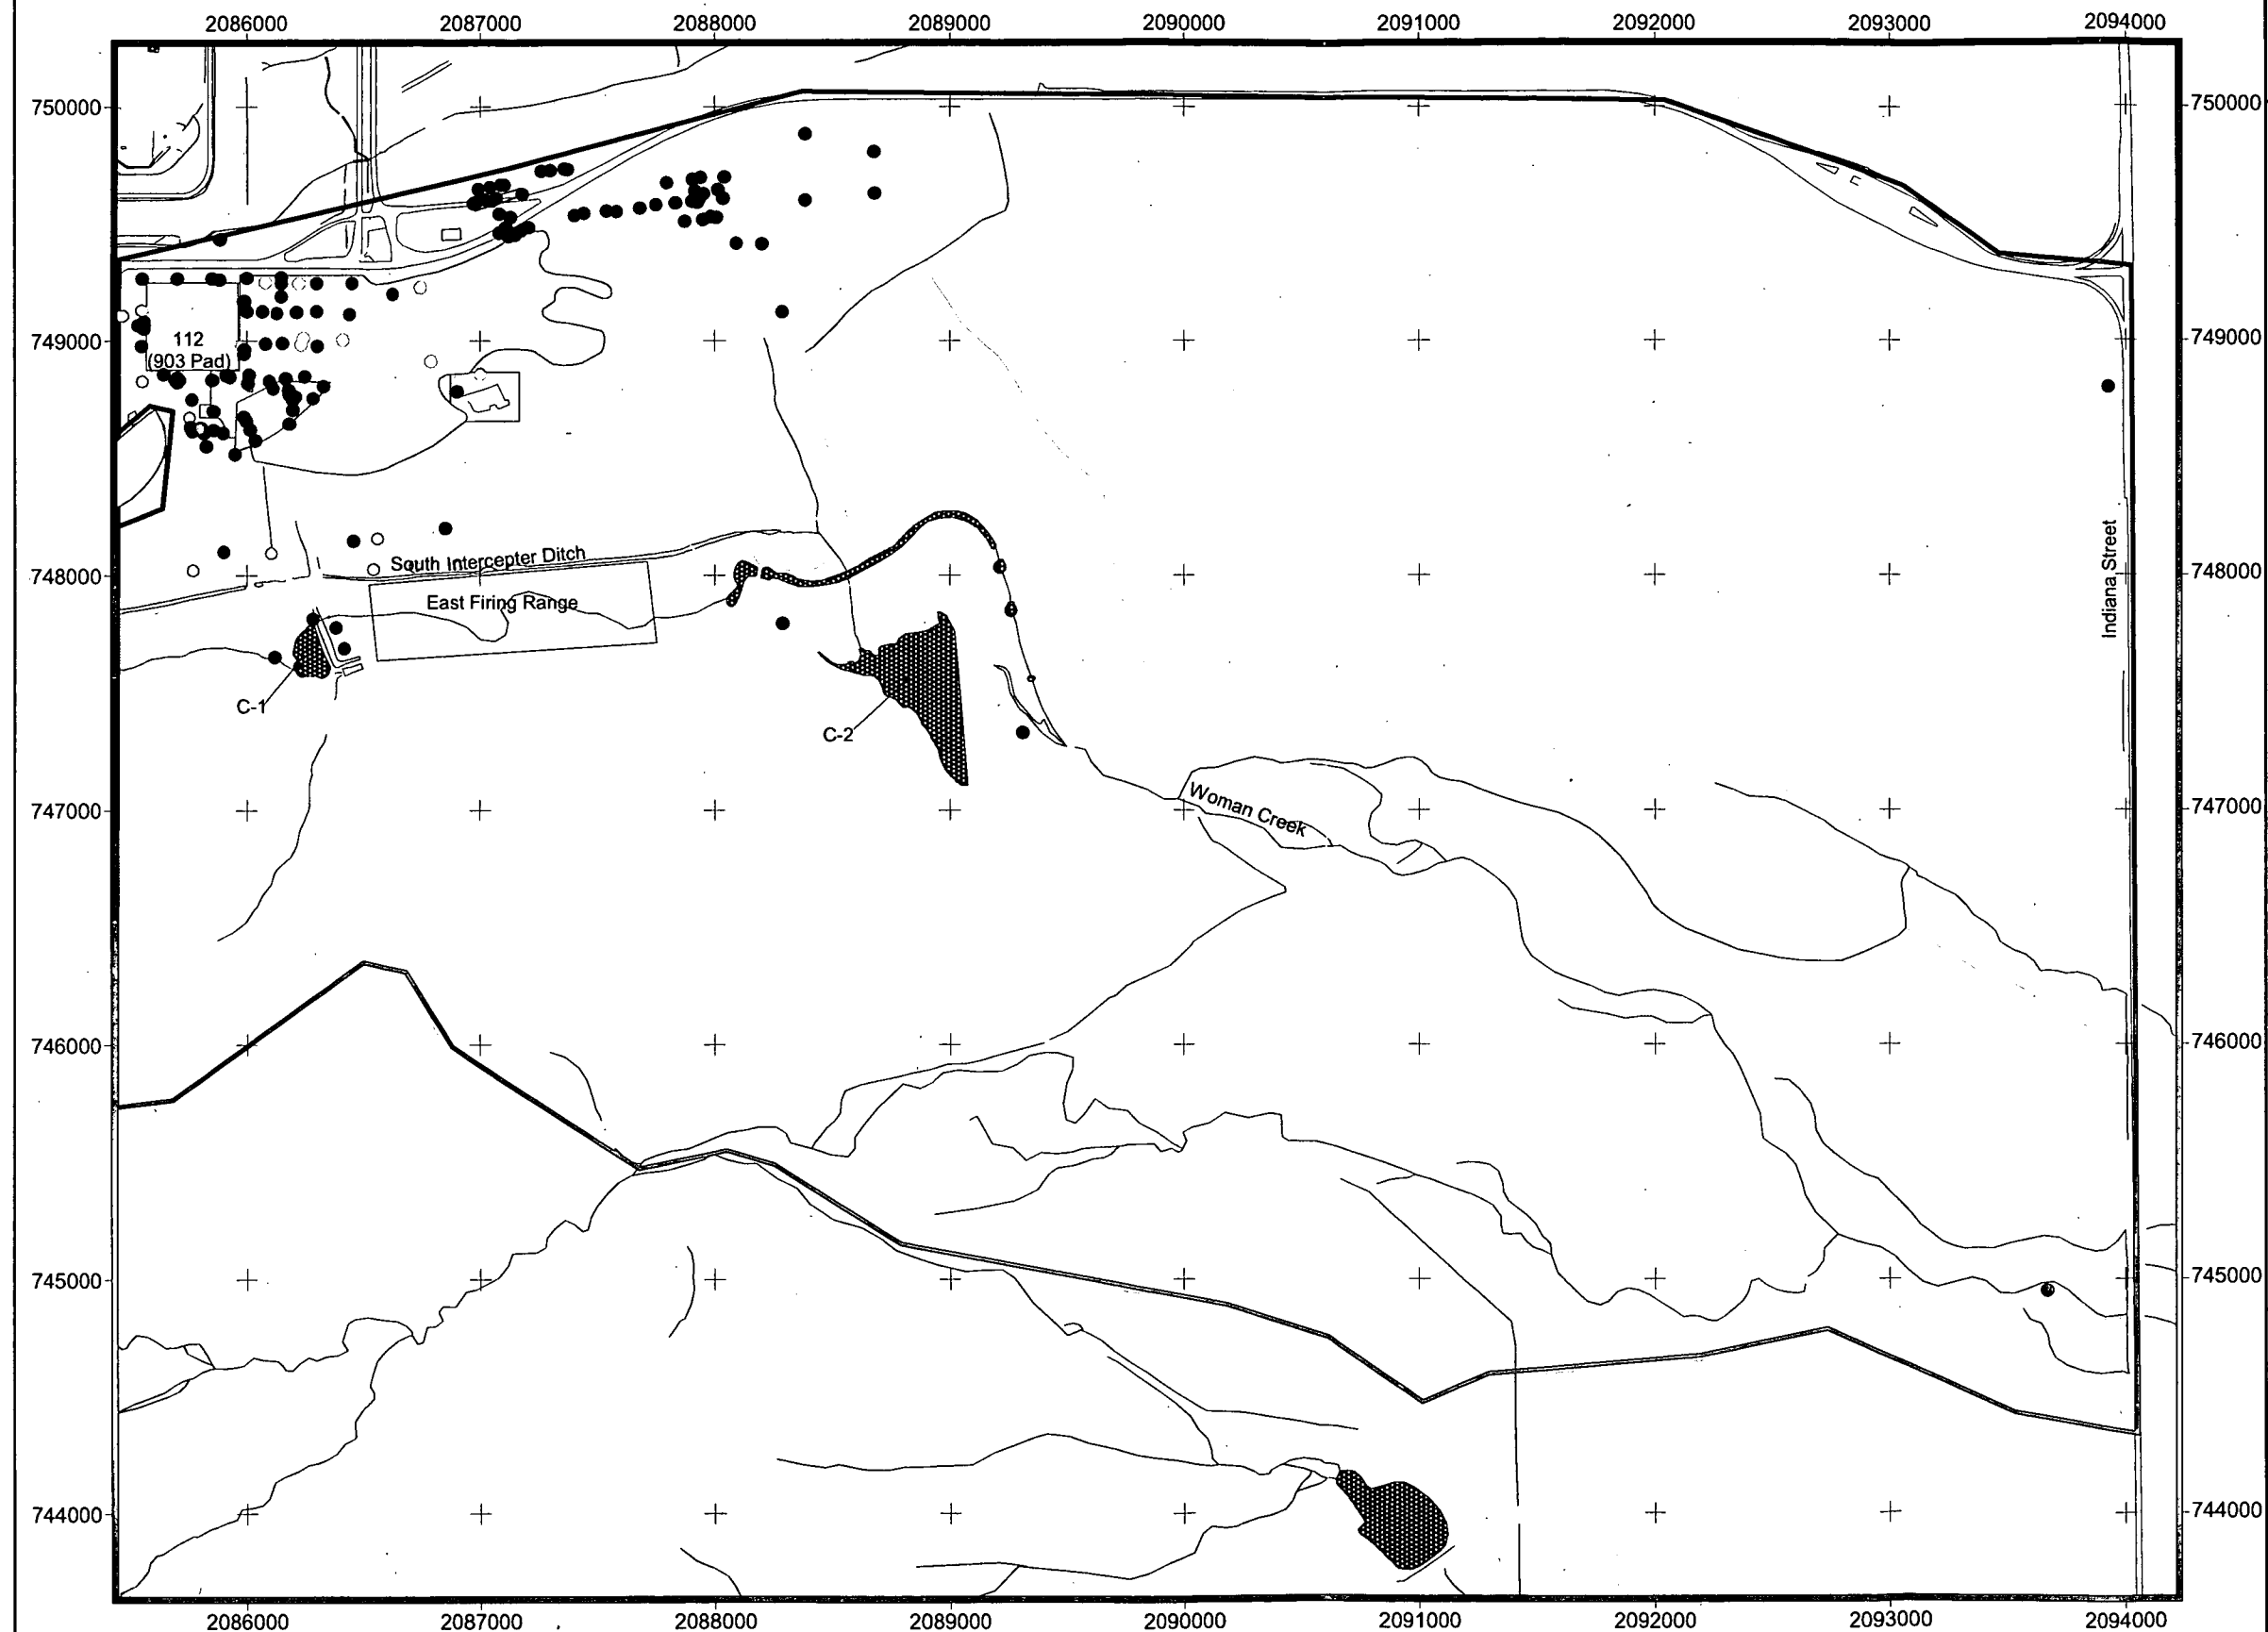 2086000 2087000 2088000 2089000 2090000 2091000 2092000 2093000 2094000
750000 750000
749000 749000
112
(903 Pad)
Indiana Street
South Intercepter Ditch
748000 748000
East Firing Range
C-1
C-2
Woman Creek
747000 747000
746000 746000
745000 745000
744000 744000
2086000 2087000 2088000 2089000 2090000 2091000 2092000 2093000 2094000